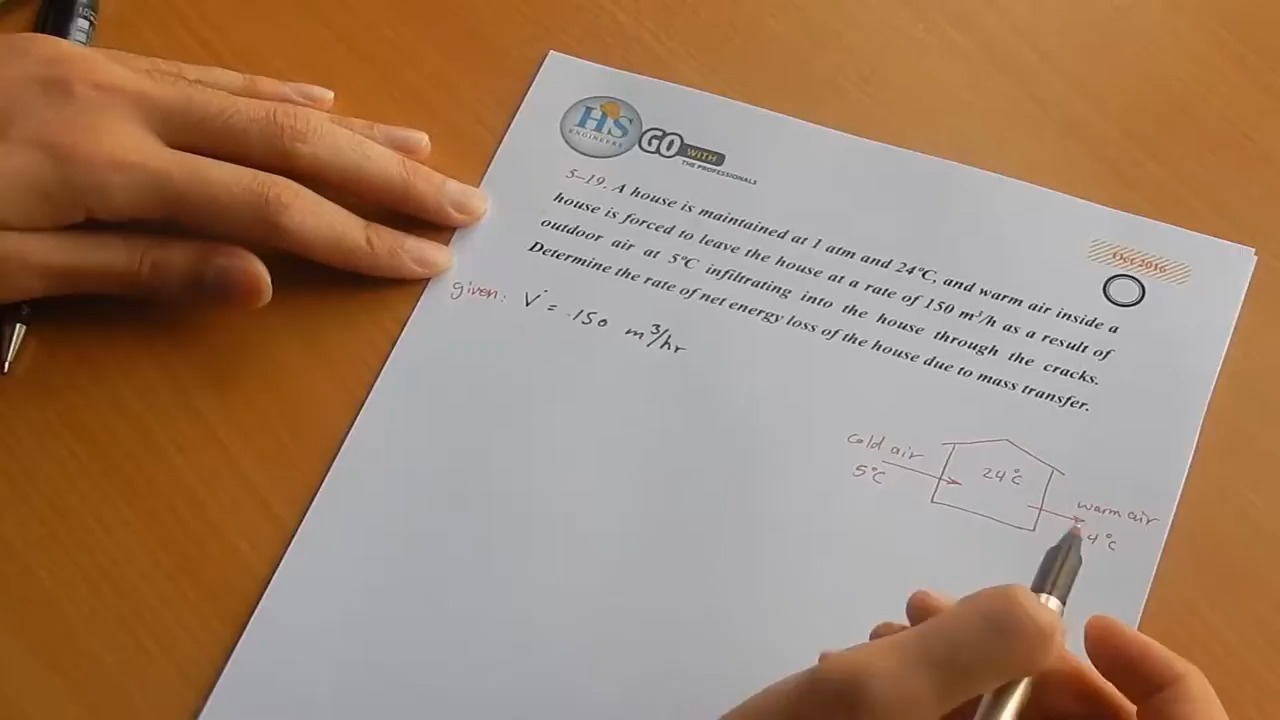 HS
ENGINEERS
GO WITH
THE PROFESSIONALS
Oct 2016
5–19. A house is maintained at 1 atm and 24°C, and warm air inside a
house is forced to leave the house at a rate of 150 m³/h as a result of
outdoor air at 5°C infiltrating into the house through the cracks.
Determine the rate of net energy loss of the house due to mass transfer.
given: V̇ = 150 m³/hr
cold air
5°C
24°C
warm air
4°C